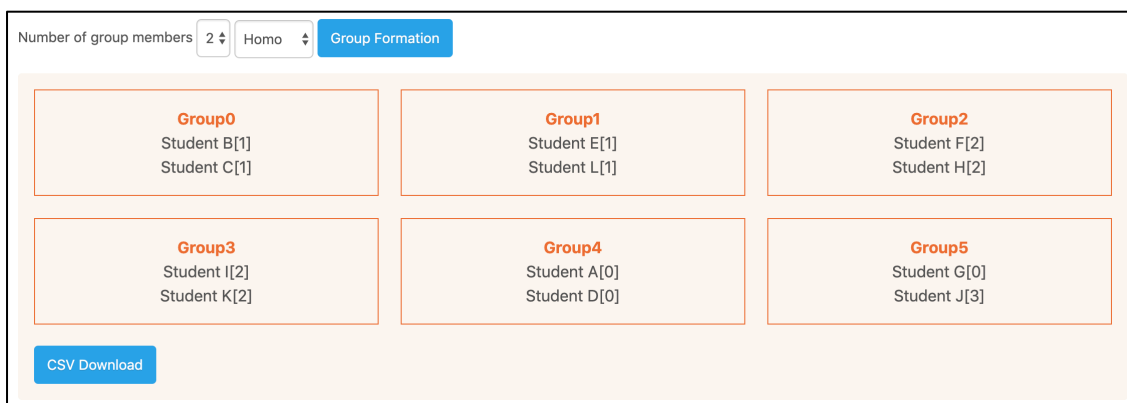 Number of group members 2 Homo Group Formation
Group0
Student B[1]
Student C[1]
Group1
Student E[1]
Student L[1]
Group2
Student F[2]
Student H[2]
Group3
Student I[2]
Student K[2]
Group4
Student A[0]
Student D[0]
Group5
Student G[0]
Student J[3]
CSV Download